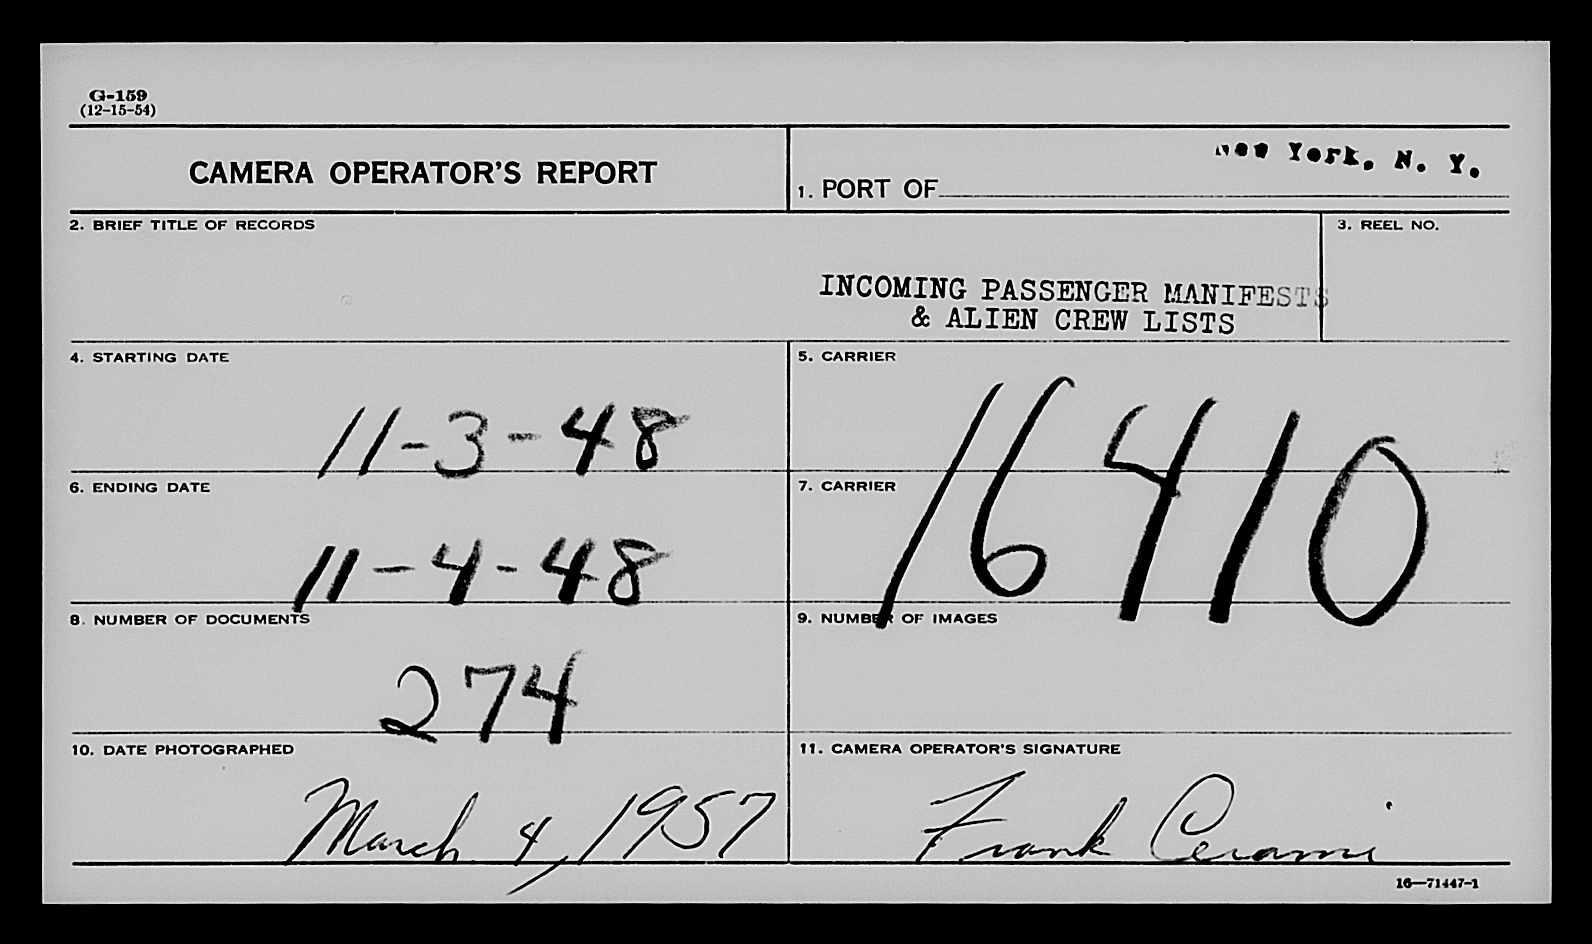 G-159
(12-15-54)
CAMERA OPERATOR'S REPORT
1. PORT OF New York, N. Y.
2. BRIEF TITLE OF RECORDS
INCOMING PASSENGER MANIFESTS
& ALIEN CREW LISTS
3. REEL NO.
4. STARTING DATE
11-3-48
5. CARRIER
16410
6. ENDING DATE
11-4-48
7. CARRIER
8. NUMBER OF DOCUMENTS
274
9. NUMBER OF IMAGES
10. DATE PHOTOGRAPHED
March 4, 1957
11. CAMERA OPERATOR'S SIGNATURE
Frank Cerami
16—71447-1